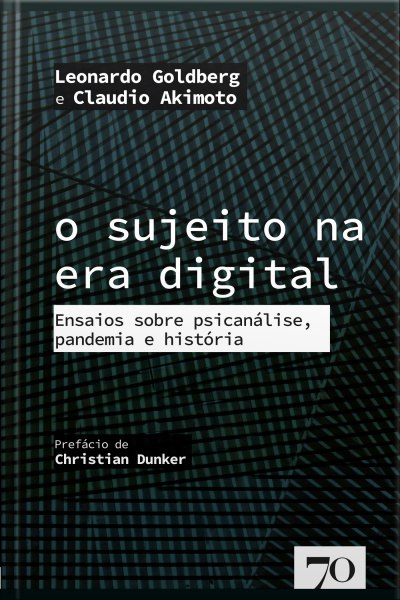 Leonardo Goldberg
e Claudio Akimoto
o sujeito na
era digital
Ensaios sobre psicanálise,
pandemia e história
Prefácio de
Christian Dunker
70